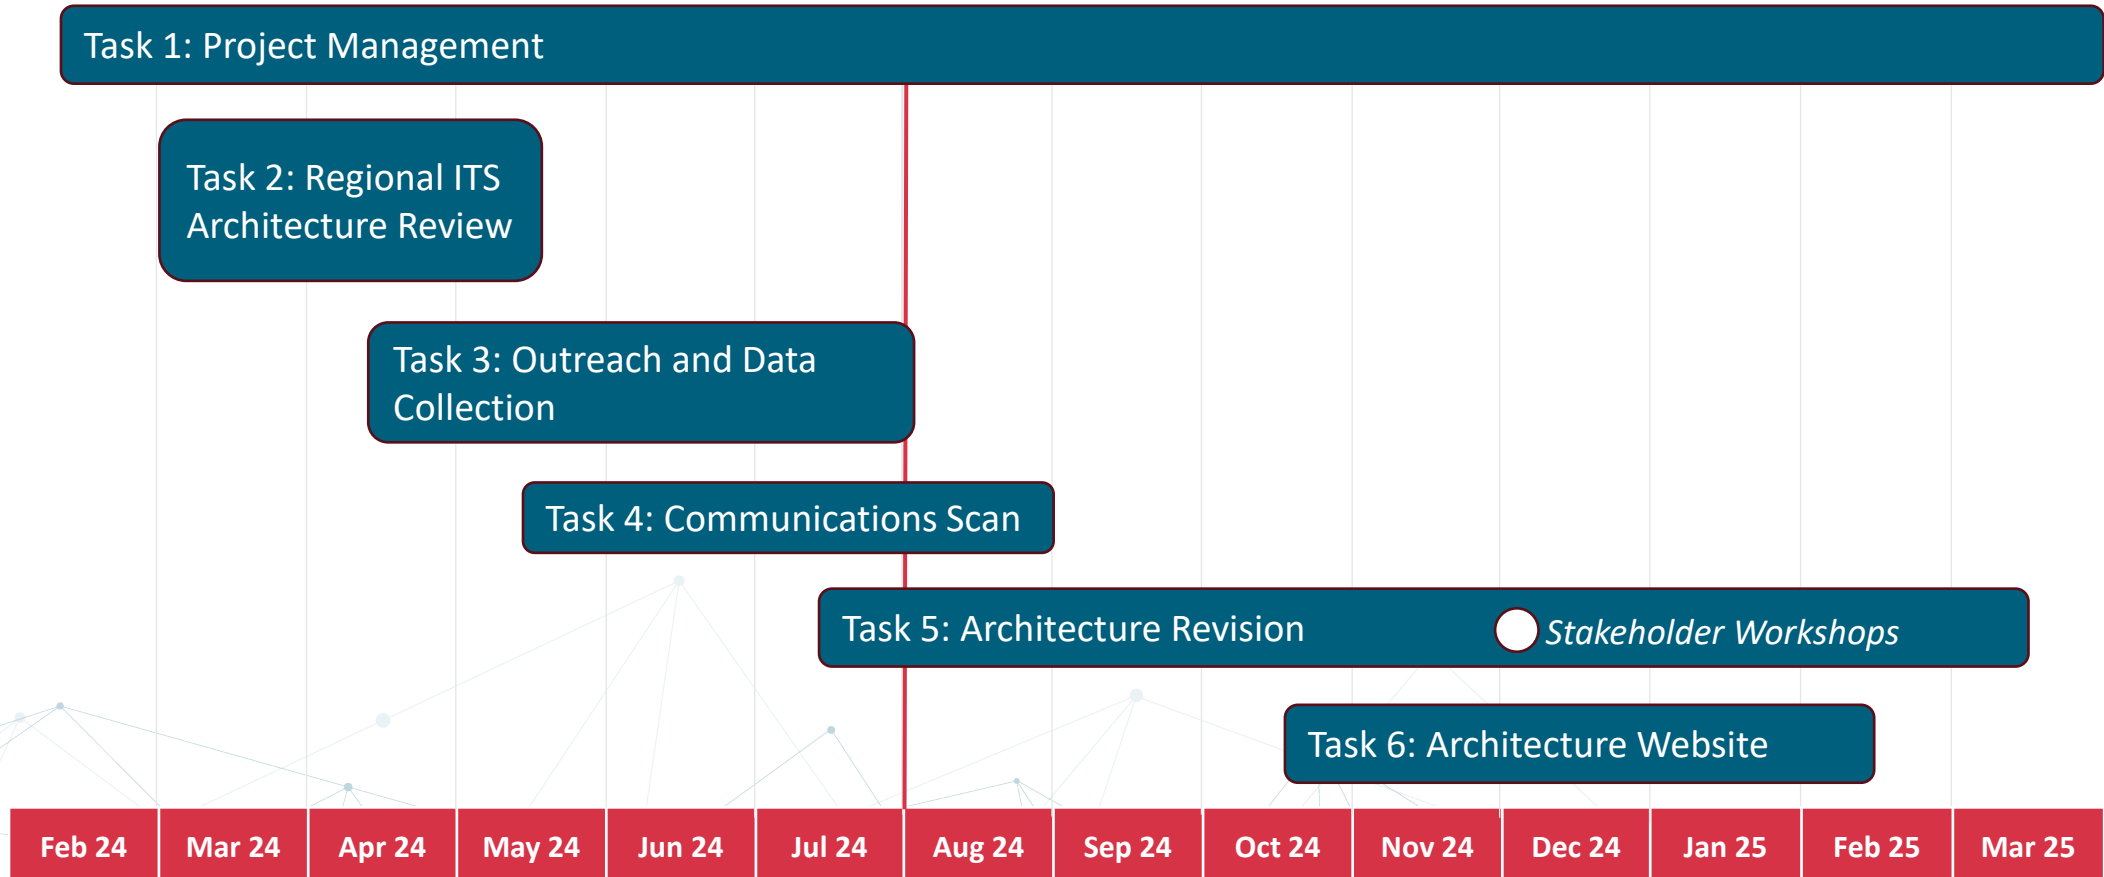 Task 1: Project Management
Task 2: Regional ITS
Architecture Review
Task 3: Outreach and Data
Collection
Task 4: Communications Scan
Task 5: Architecture Revision
Stakeholder Workshops
Task 6: Architecture Website
Feb 24
Mar 24
Apr 24
May 24
Jun 24
Jul 24
Aug 24
Sep 24
Oct 24
Nov 24
Dec 24
Jan 25
Feb 25
Mar 25